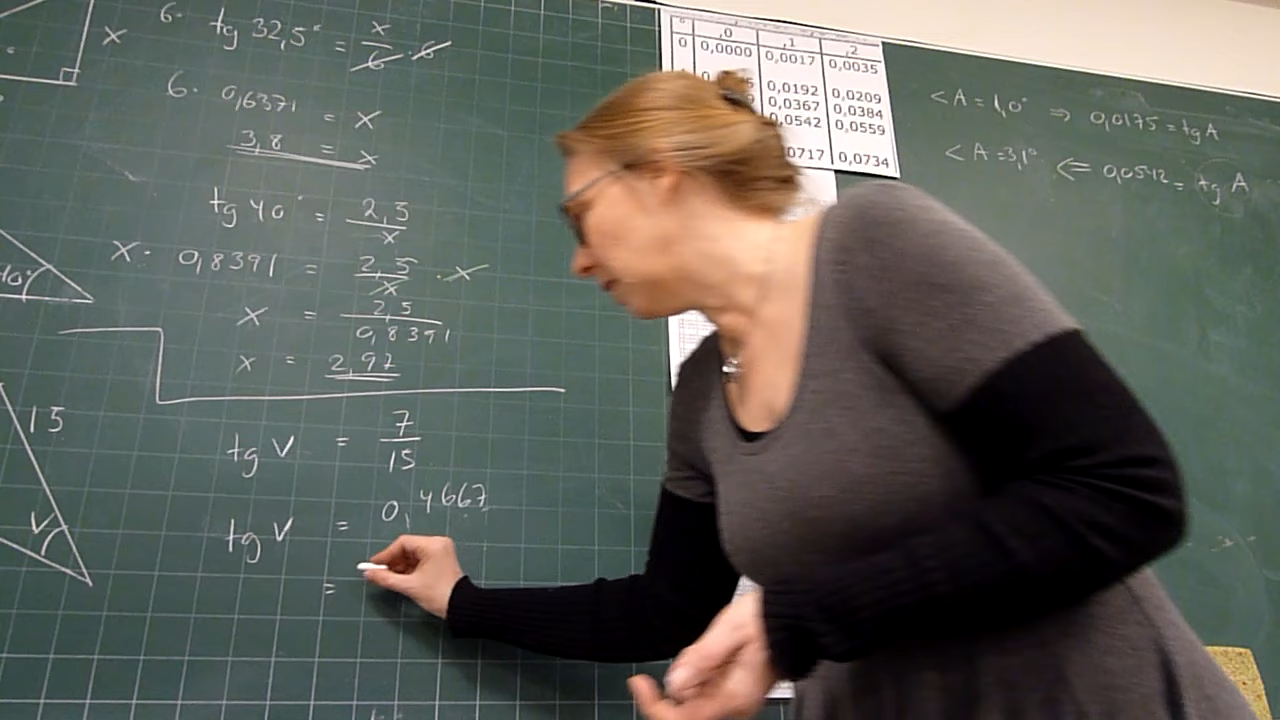 6. tg 32,5° = x/6 · 6
x
6 · 0,6371 = x
3,8 = x
tg 40° = 2,5/x
40°
x · 0,8391 = 2,5/x · x
x = 2,5/0,8391
x = 2,97
15
tg v = 7/15
v
tg v = 0,4667
=
° ,0 ,1 ,2
0 0,0000 0,0017 0,0035
0,0192 0,0209
0,0367 0,0384
0,0542 0,0559
0717 0,0734
< A = 1,0° ⇒ 0,0175 = tg A
< A = 3,1° ⇐ 0,0542 = tg A